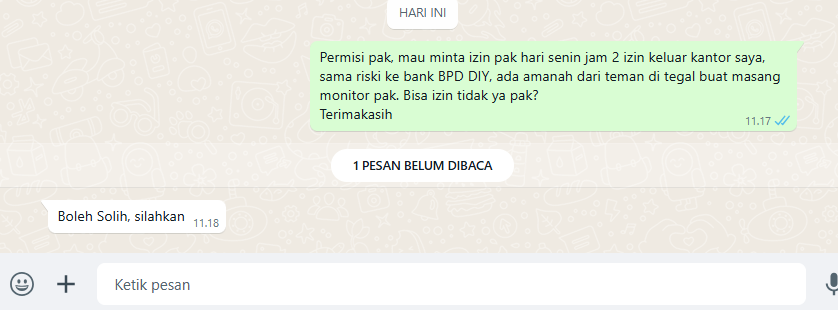 HARI INI
Permisi pak, mau minta izin pak hari senin jam 2 izin keluar kantor saya,
sama riski ke bank BPD DIY, ada amanah dari teman di tegal buat masang
monitor pak. Bisa izin tidak ya pak?
Terimakasih
11.17
1 PESAN BELUM DIBACA
Boleh Solih, silahkan
11.18
Ketik pesan